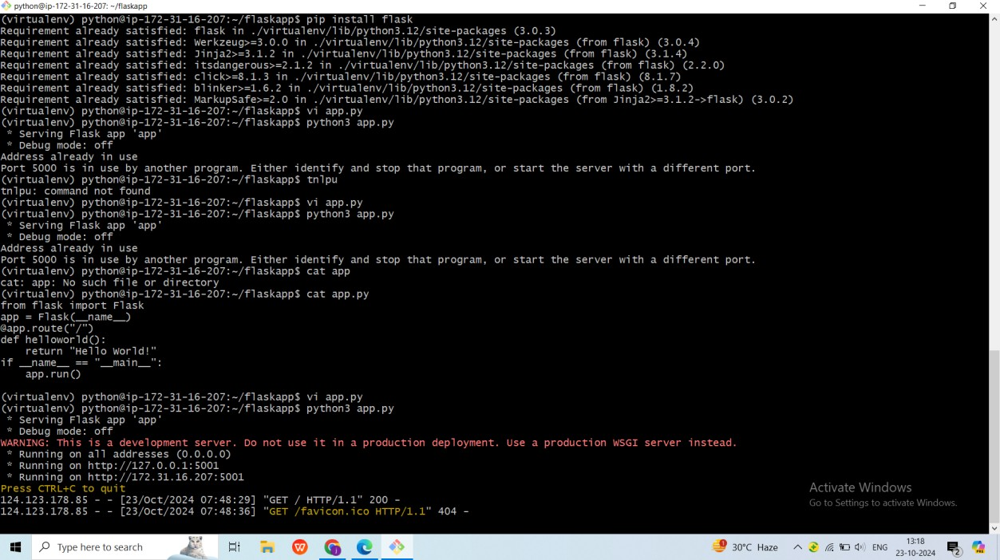 python@ip-172-31-16-207: ~/flaskapp
(virtualenv) python@ip-172-31-16-207:~/flaskapp$ pip install flask
Requirement already satisfied: flask in ./virtualenv/lib/python3.12/site-packages (3.0.3)
Requirement already satisfied: Werkzeug>=3.0.0 in ./virtualenv/lib/python3.12/site-packages (from flask) (3.0.4)
Requirement already satisfied: Jinja2>=3.1.2 in ./virtualenv/lib/python3.12/site-packages (from flask) (3.1.4)
Requirement already satisfied: itsdangerous>=2.1.2 in ./virtualenv/lib/python3.12/site-packages (from flask) (2.2.0)
Requirement already satisfied: click>=8.1.3 in ./virtualenv/lib/python3.12/site-packages (from flask) (8.1.7)
Requirement already satisfied: blinker>=1.6.2 in ./virtualenv/lib/python3.12/site-packages (from flask) (1.8.2)
Requirement already satisfied: MarkupSafe>=2.0 in ./virtualenv/lib/python3.12/site-packages (from Jinja2>=3.1.2->flask) (3.0.2)
(virtualenv) python@ip-172-31-16-207:~/flaskapp$ vi app.py
(virtualenv) python@ip-172-31-16-207:~/flaskapp$ python3 app.py
 * Serving Flask app 'app'
 * Debug mode: off
Address already in use
Port 5000 is in use by another program. Either identify and stop that program, or start the server with a different port.
(virtualenv) python@ip-172-31-16-207:~/flaskapp$ tnlpu
tnlpu: command not found
(virtualenv) python@ip-172-31-16-207:~/flaskapp$ vi app.py
(virtualenv) python@ip-172-31-16-207:~/flaskapp$ python3 app.py
 * Serving Flask app 'app'
 * Debug mode: off
Address already in use
Port 5000 is in use by another program. Either identify and stop that program, or start the server with a different port.
(virtualenv) python@ip-172-31-16-207:~/flaskapp$ cat app
cat: app: No such file or directory
(virtualenv) python@ip-172-31-16-207:~/flaskapp$ cat app.py
from flask import Flask
app = Flask(__name__)
@app.route("/")
def helloworld():
    return "Hello World!"
if __name__ == "__main__":
    app.run()
(virtualenv) python@ip-172-31-16-207:~/flaskapp$ vi app.py
(virtualenv) python@ip-172-31-16-207:~/flaskapp$ python3 app.py
 * Serving Flask app 'app'
 * Debug mode: off
WARNING: This is a development server. Do not use it in a production deployment. Use a production WSGI server instead.
 * Running on all addresses (0.0.0.0)
 * Running on http://127.0.0.1:5001
 * Running on http://172.31.16.207:5001
Press CTRL+C to quit
124.123.178.85 - - [23/Oct/2024 07:48:29] "GET / HTTP/1.1" 200 -
124.123.178.85 - - [23/Oct/2024 07:48:36] "GET /favicon.ico HTTP/1.1" 404 -
Activate Windows
Go to Settings to activate Windows.
Type here to search
30°C Haze
ENG
13:18
23-10-2024
2